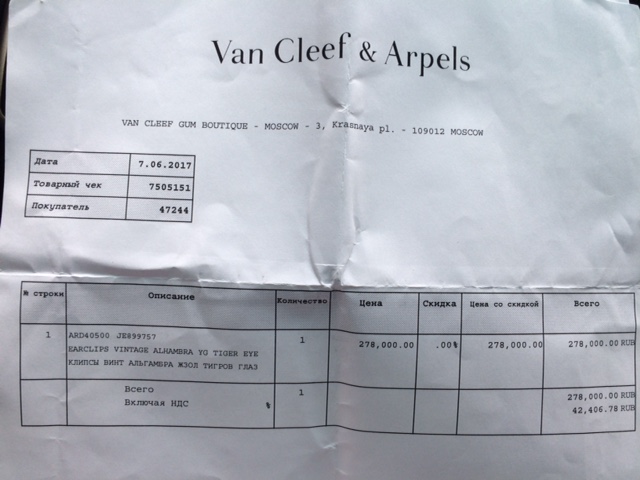 Van Cleef & Arpels
VAN CLEEF GUM BOUTIQUE - MOSCOW - 3, Krasnaya pl. - 109012 MOSCOW
Дата 7.06.2017
Товарный чек 7505151
Покупатель 47244
№ строки Описание Количество Цена Скидка Цена со скидкой Всего
1 ARD40500 JE899757 1 278,000.00 .00% 278,000.00 278,000.00 RUB
EARCLIPS VINTAGE ALHAMBRA YG TIGER EYE
КЛИПСЫ ВИНТ АЛЬГАМБРА ЖЗОЛ ТИГРОВ ГЛАЗ
Всего 1 278,000.00 RUB
Включая НДС % 42,406.78 RUB